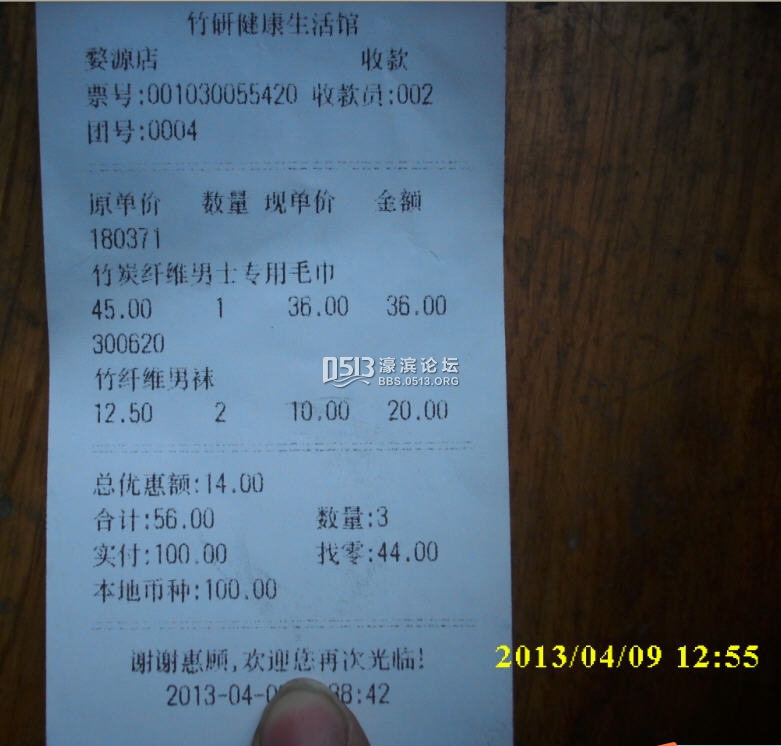 竹研健康生活馆
婺源店 收款
票号:001030055420 收款员:002
团号:0004
原单价 数量 现单价 金额
180371
竹炭纤维男士专用毛巾
45.00 1 36.00 36.00
300620
竹纤维男袜
12.50 2 10.00 20.00
0513 濠滨论坛
BBS.0513.ORG
总优惠额:14.00
合计:56.00 数量:3
实付:100.00 找零:44.00
本地币种:100.00
谢谢惠顾,欢迎您再次光临!
2013-04-0 8:42
2013/04/09 12:55